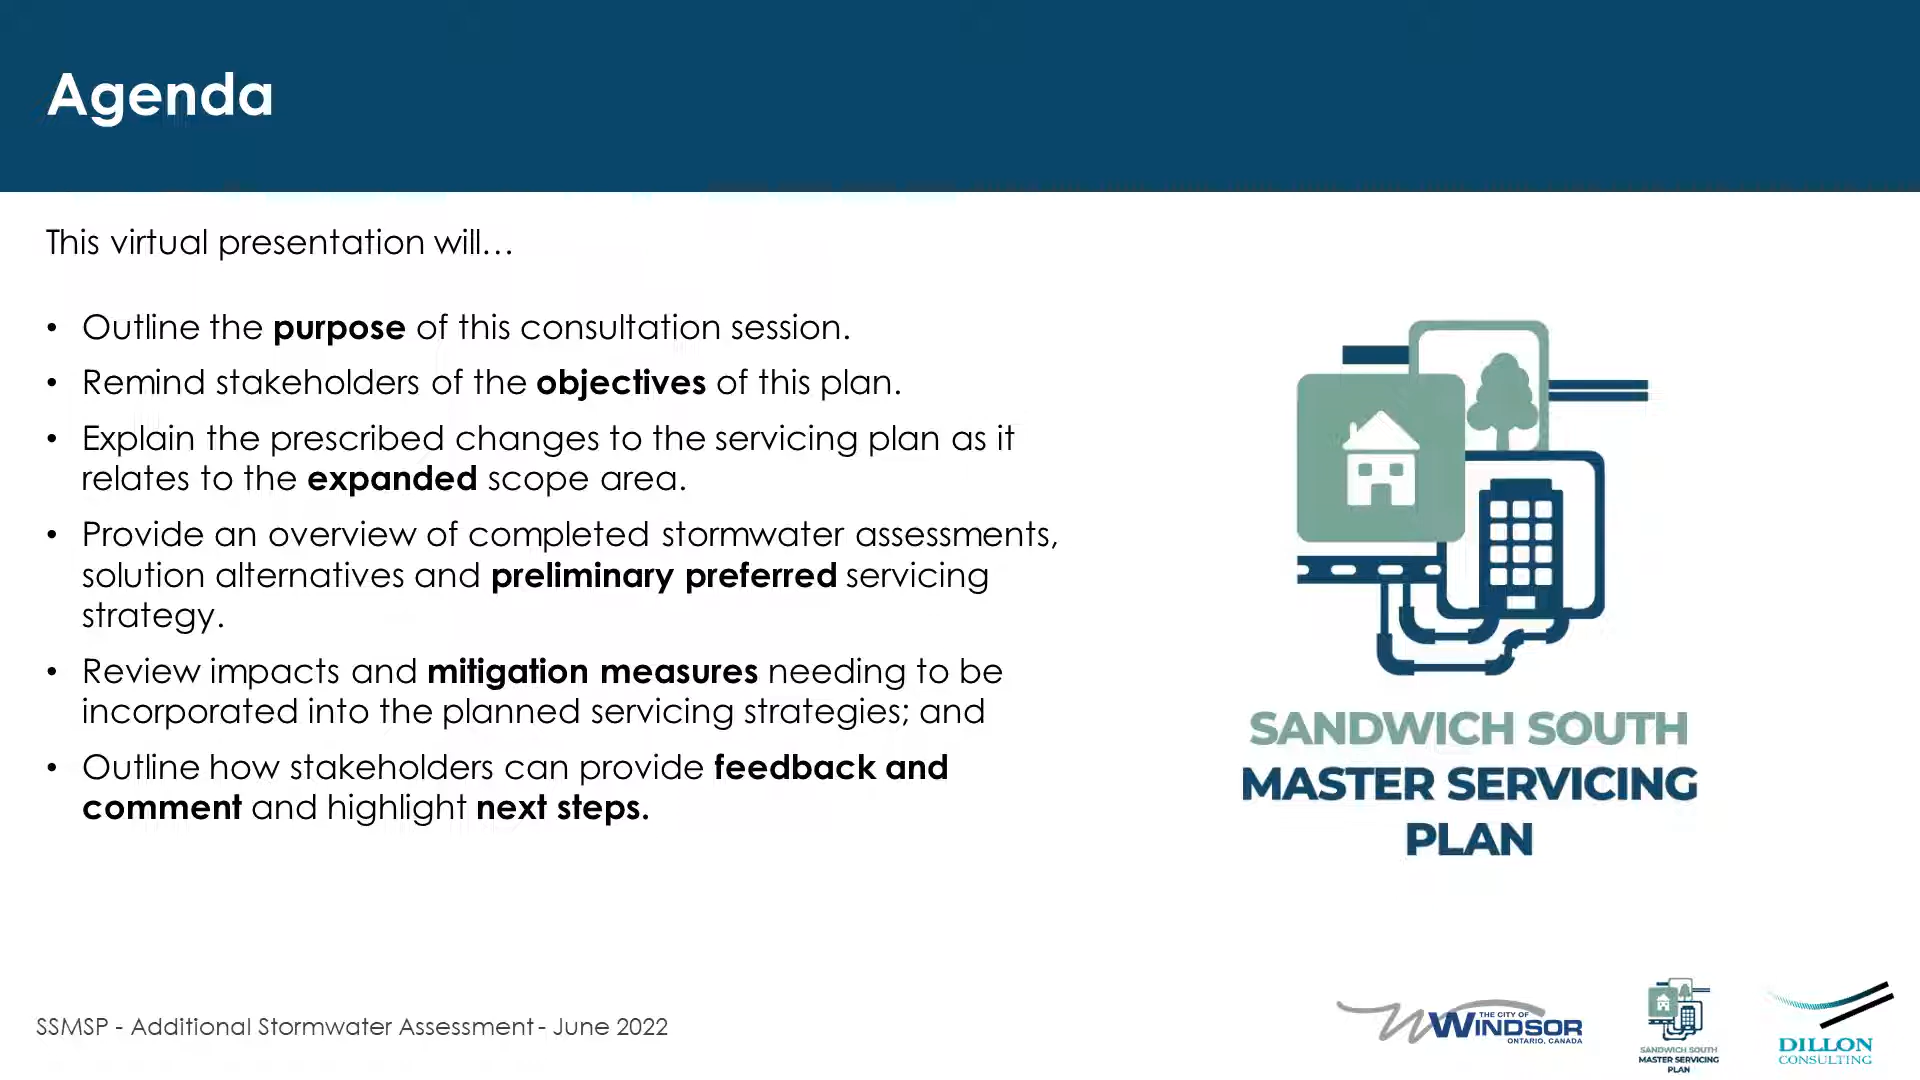 Agenda
This virtual presentation will…
• Outline the purpose of this consultation session.
• Remind stakeholders of the objectives of this plan.
• Explain the prescribed changes to the servicing plan as it
relates to the expanded scope area.
• Provide an overview of completed stormwater assessments,
solution alternatives and preliminary preferred servicing
strategy.
• Review impacts and mitigation measures needing to be
incorporated into the planned servicing strategies; and
• Outline how stakeholders can provide feedback and
comment and highlight next steps.
SANDWICH SOUTH
MASTER SERVICING
PLAN
SSMSP - Additional Stormwater Assessment - June 2022
THE CITY OF
WINDSOR
ONTARIO, CANADA
SANDWICH SOUTH
MASTER SERVICING
PLAN
DILLON
CONSULTING